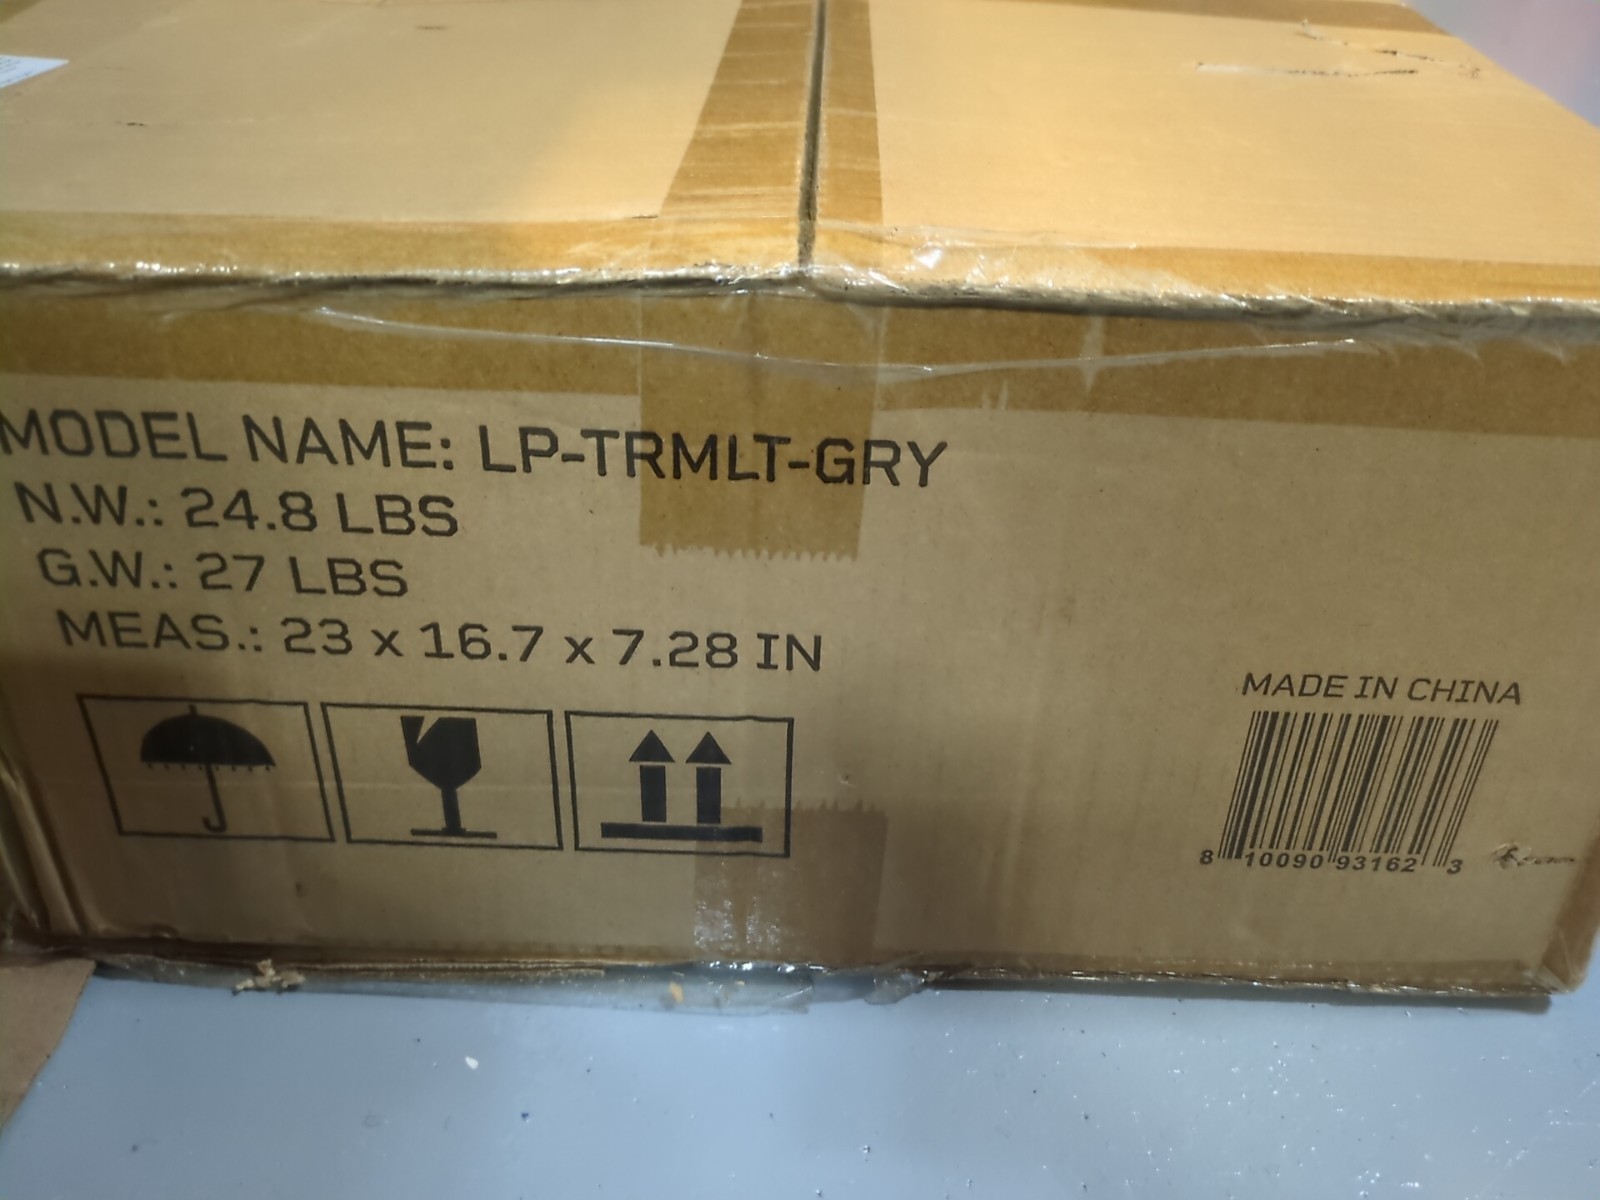 MODEL NAME: LP-TRMLT-GRY
N.W.: 24.8 LBS
G.W.: 27 LBS
MEAS.: 23 x 16.7 x 7.28 IN
MADE IN CHINA
8 10090 93162 3